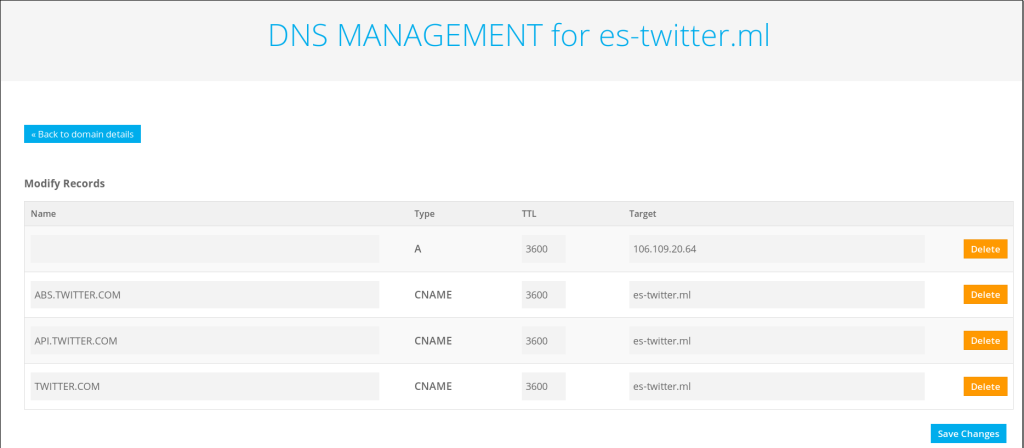 DNS MANAGEMENT for es-twitter.ml
« Back to domain details
Modify Records
Name Type TTL Target
A 3600 106.109.20.64 Delete
ABS.TWITTER.COM CNAME 3600 es-twitter.ml Delete
API.TWITTER.COM CNAME 3600 es-twitter.ml Delete
TWITTER.COM CNAME 3600 es-twitter.ml Delete
Save Changes